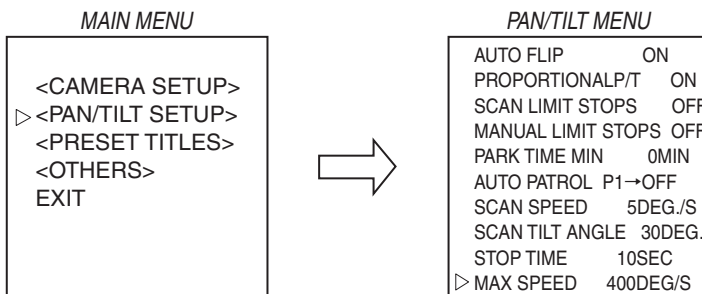 MAIN MENU
<CAMERA SETUP>
<PAN/TILT SETUP>
<PRESET TITLES>
<OTHERS>
EXIT
PAN/TILT MENU
AUTO FLIP ON
PROPORTIONALP/T ON
SCAN LIMIT STOPS OFF
MANUAL LIMIT STOPS OFF
PARK TIME MIN 0MIN
AUTO PATROL P1→OFF
SCAN SPEED 5DEG./S
SCAN TILT ANGLE 30DEG.
STOP TIME 10SEC
MAX SPEED 400DEG/S